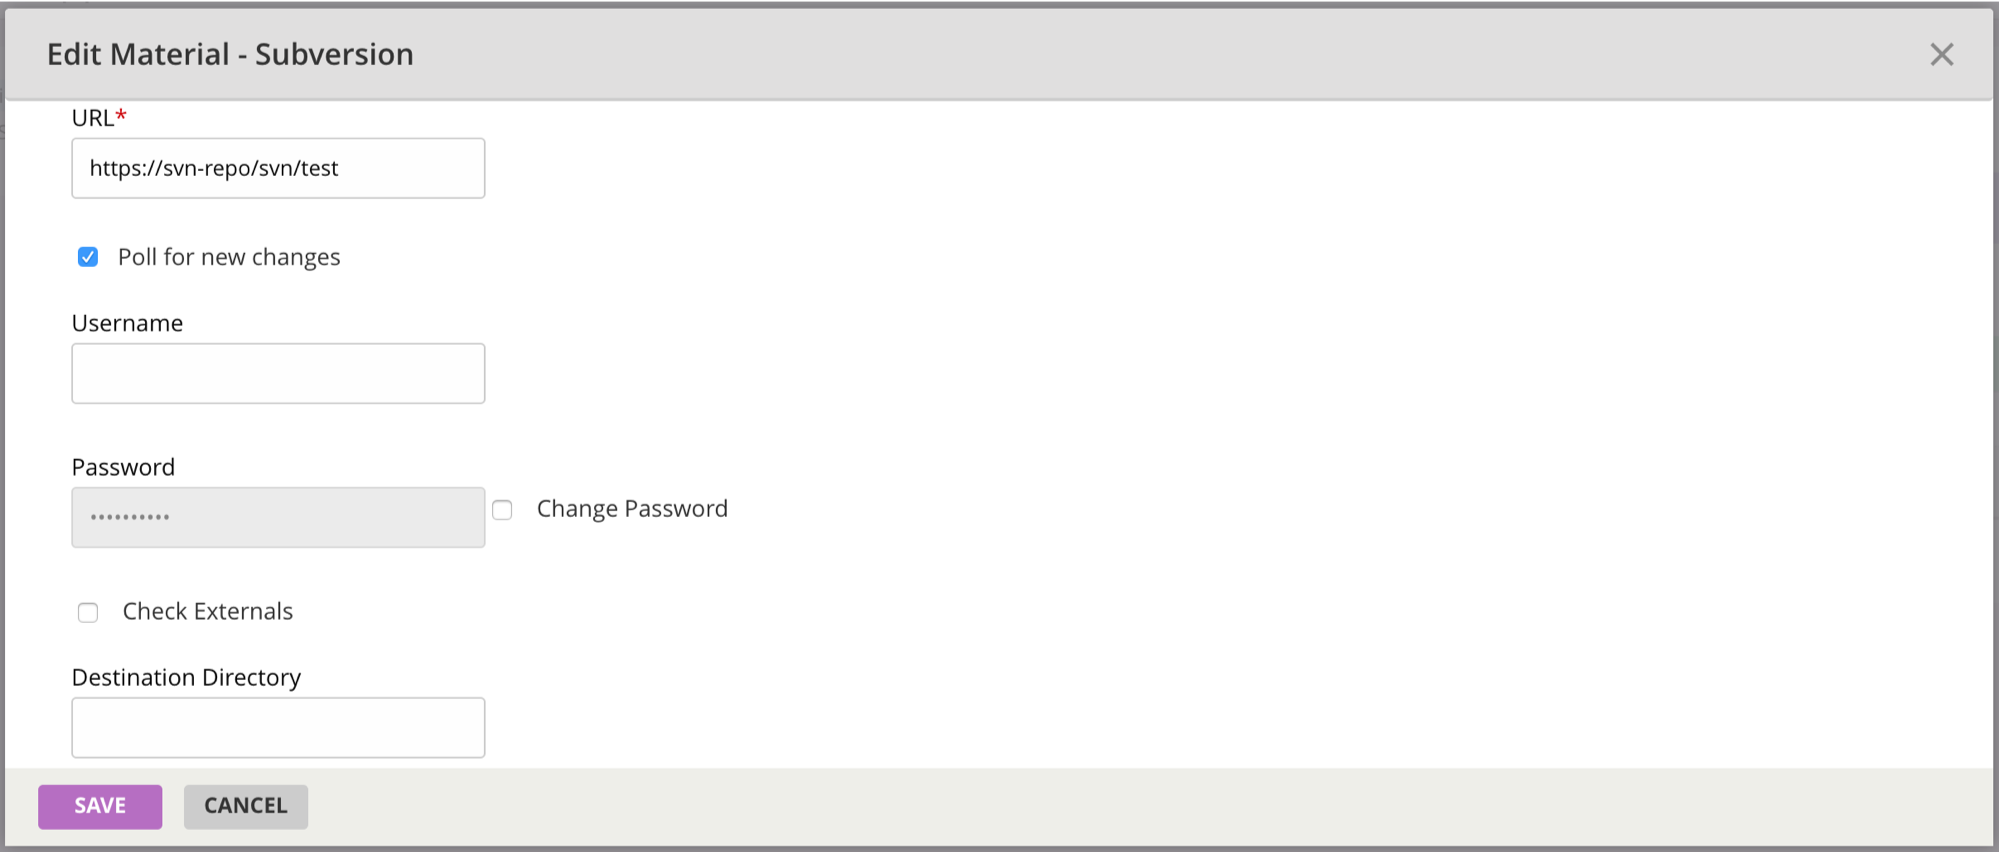 Edit Material - Subversion
URL*
https://svn-repo/svn/test
Poll for new changes
Username
Password
••••••••••
Change Password
Check Externals
Destination Directory
SAVE
CANCEL